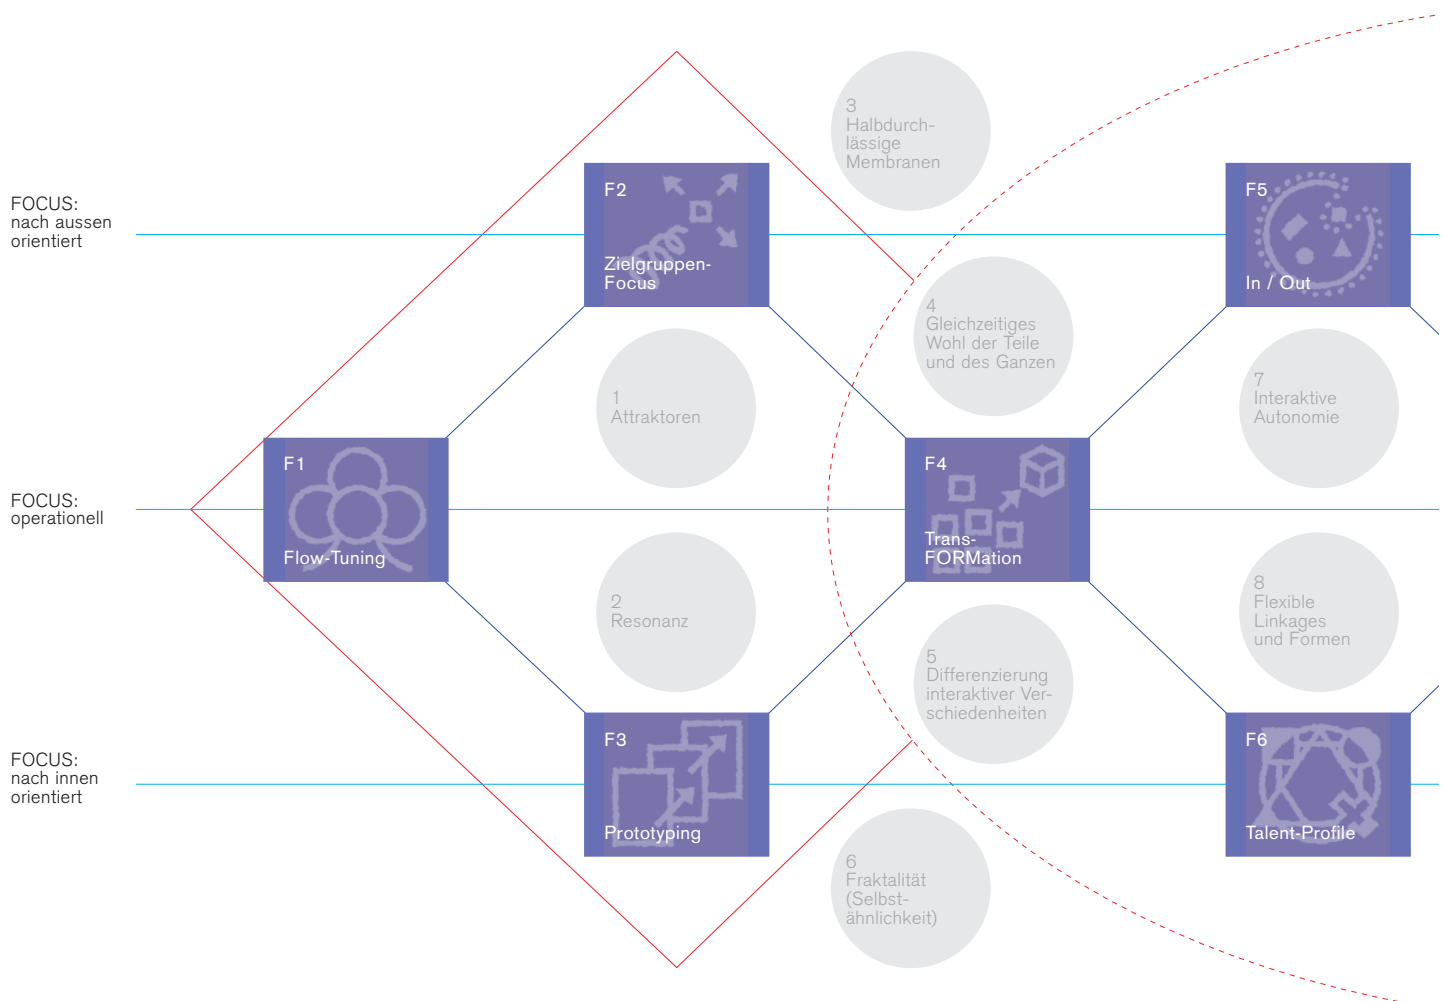 3
Halbdurch-
lässige
Membranen
FOCUS:
nach aussen
orientiert
F2
Zielgruppen-
Focus
F5
In / Out
4
Gleichzeitiges
Wohl der Teile
und des Ganzen
1
Attraktoren
7
Interaktive
Autonomie
FOCUS:
operationell
F1
Flow-Tuning
F4
Trans-
FORMation
2
Resonanz
8
Flexible
Linkages
und Formen
5
Differenzierung
interaktiver Ver-
schiedenheiten
FOCUS:
nach innen
orientiert
F3
Prototyping
F6
Talent-Profile
6
Fraktalität
(Selbst-
ähnlichkeit)